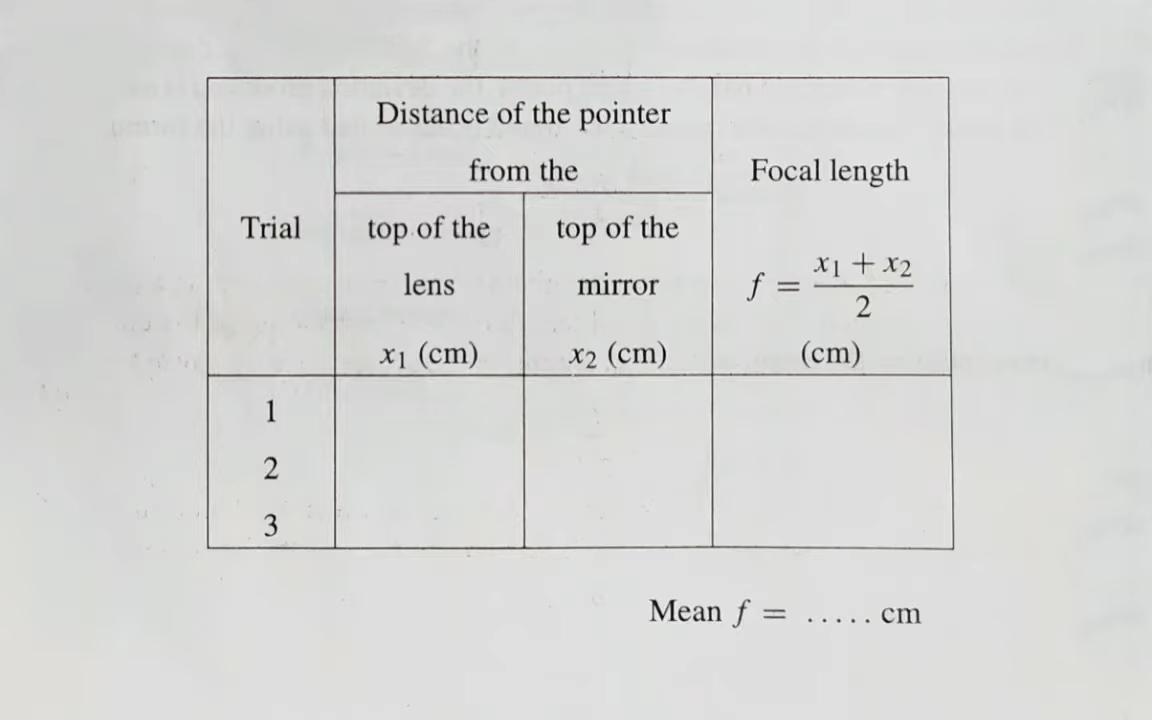 Distance of the pointer
from the
Focal length
Trial
top of the
top of the
lens
mirror
f = x1 + x2 / 2
x1 (cm)
x2 (cm)
(cm)
1
2
3
Mean f = ..... cm